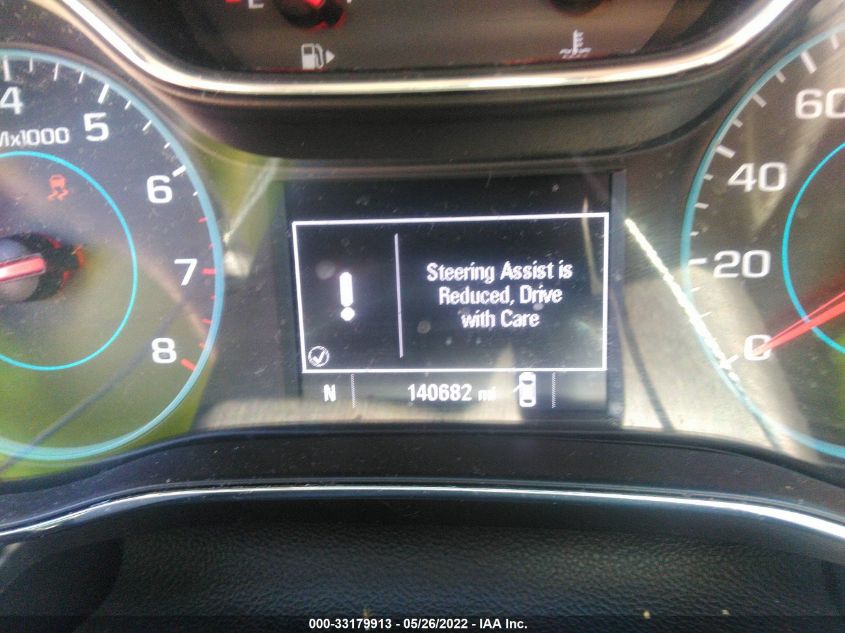 E
4
5
6
7
8
Mx1000
60
40
20
0
Steering Assist is
Reduced, Drive
with Care
N 140682 mi
000-33179913 - 05/26/2022 - IAA Inc.